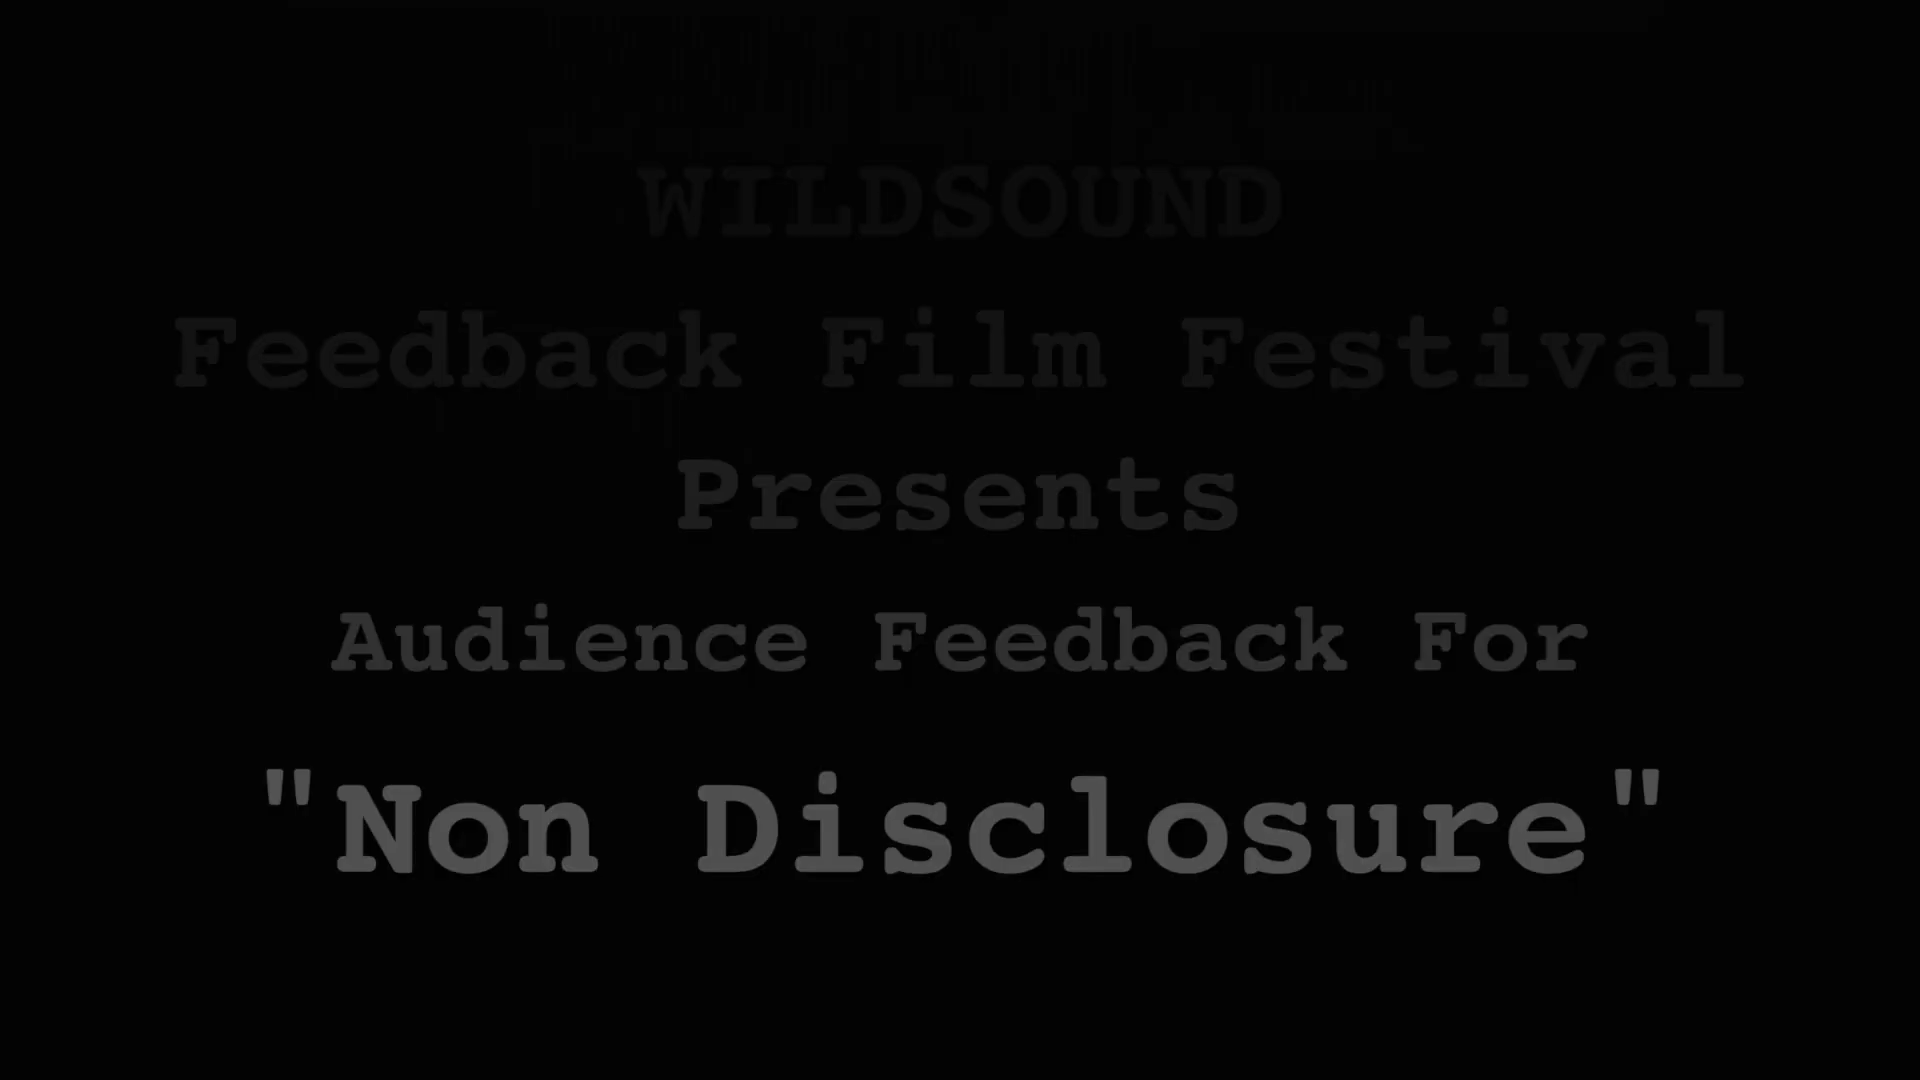 WILDSOUND
Feedback Film Festival
Presents
Audience Feedback For
"Non Disclosure"